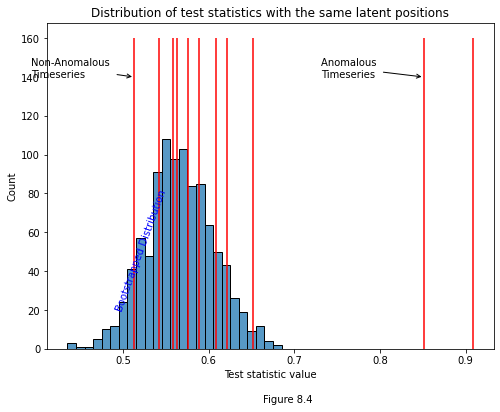 Distribution of test statistics with the same latent positions
160
140
120
100
80
60
40
20
0
Count
Non-Anomalous
Timeseries
Anomalous
Timeseries
Bootstrapped Distribution
0.5 0.6 0.7 0.8 0.9
Test statistic value
Figure 8.4